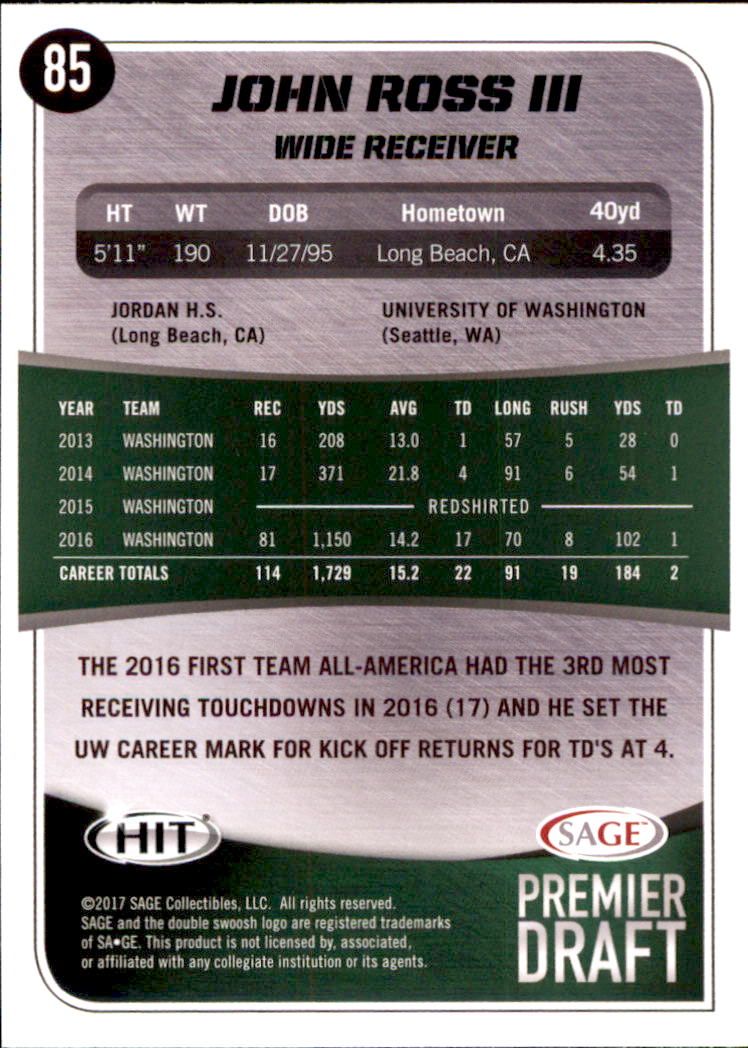 85
JOHN ROSS III
WIDE RECEIVER
HT WT DOB Hometown 40yd
5'11" 190 11/27/95 Long Beach, CA 4.35
JORDAN H.S. UNIVERSITY OF WASHINGTON
(Long Beach, CA) (Seattle, WA)
YEAR TEAM REC YDS AVG TD LONG RUSH YDS TD
2013 WASHINGTON 16 208 13.0 1 57 5 28 0
2014 WASHINGTON 17 371 21.8 4 91 6 54 1
2015 WASHINGTON REDSHIRTED
2016 WASHINGTON 81 1,150 14.2 17 70 8 102 1
CAREER TOTALS 114 1,729 15.2 22 91 19 184 2
THE 2016 FIRST TEAM ALL-AMERICA HAD THE 3RD MOST
RECEIVING TOUCHDOWNS IN 2016 (17) AND HE SET THE
UW CAREER MARK FOR KICK OFF RETURNS FOR TD'S AT 4.
HIT® SAGE™
©2017 SAGE Collectibles, LLC. All rights reserved.
SAGE and the double swoosh logo are registered trademarks
of SA•GE. This product is not licensed by, associated,
or affiliated with any collegiate institution or its agents.
PREMIER
DRAFT